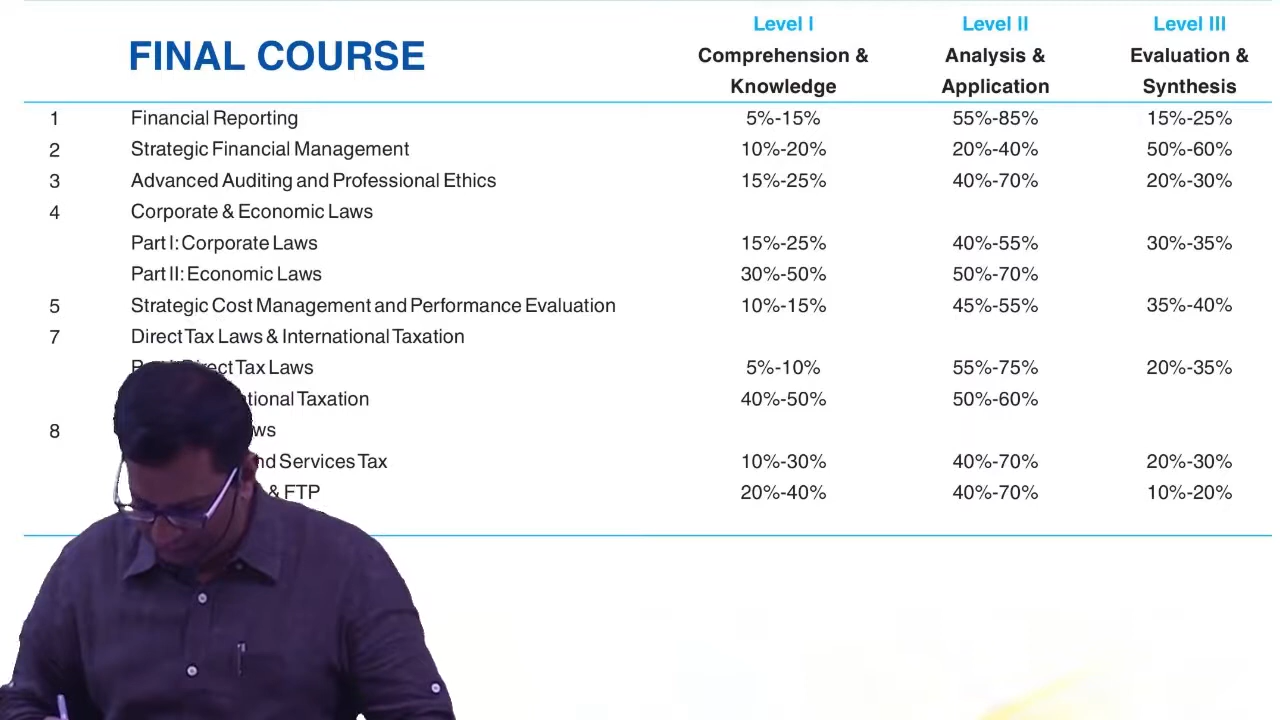 Level I Level II Level III
FINAL COURSE Comprehension & Analysis & Evaluation &
Knowledge Application Synthesis
1 Financial Reporting 5%-15% 55%-85% 15%-25%
2 Strategic Financial Management 10%-20% 20%-40% 50%-60%
3 Advanced Auditing and Professional Ethics 15%-25% 40%-70% 20%-30%
4 Corporate & Economic Laws
Part I: Corporate Laws 15%-25% 40%-55% 30%-35%
Part II: Economic Laws 30%-50% 50%-70%
5 Strategic Cost Management and Performance Evaluation 10%-15% 45%-55% 35%-40%
7 Direct Tax Laws & International Taxation
Direct Tax Laws 5%-10% 55%-75% 20%-35%
Taxation 40%-50% 50%-60%
8
Services Tax 10%-30% 40%-70% 20%-30%
& FTP 20%-40% 40%-70% 10%-20%